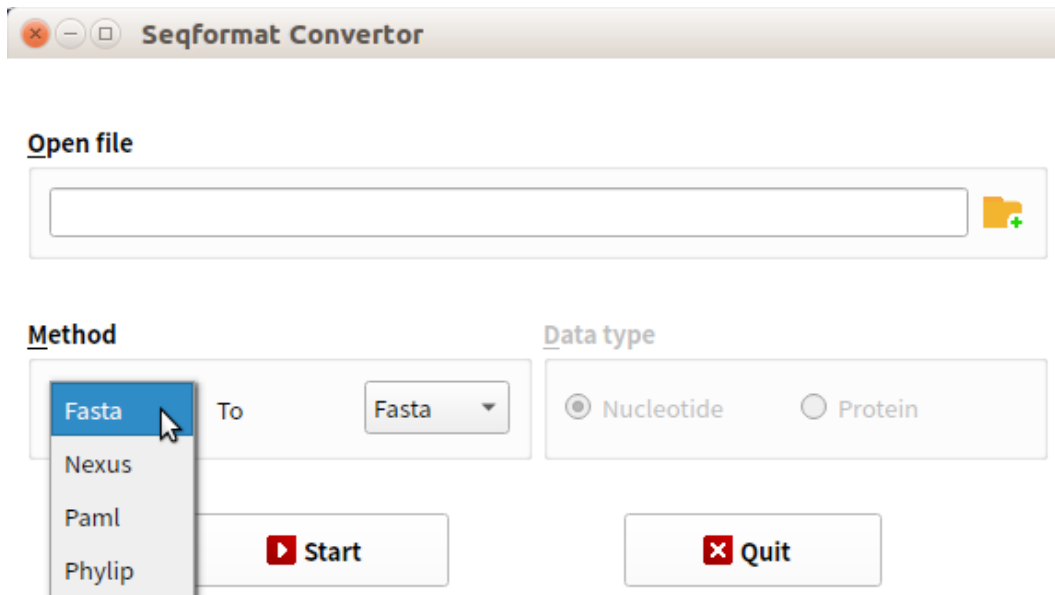 Seqformat Convertor
Open file
Method
Data type
Fasta To Fasta
Nucleotide Protein
Nexus
Paml
Phylip
Start
Quit